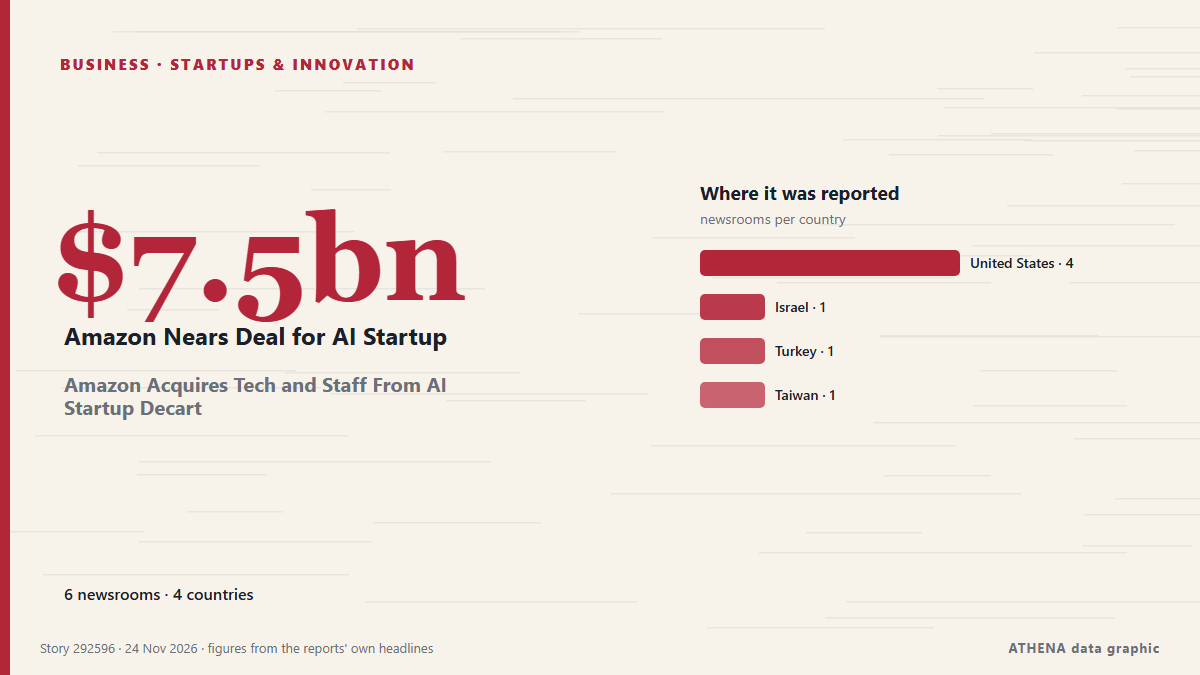 BUSINESS · STARTUPS & INNOVATION
$7.5bn
Amazon Nears Deal for AI Startup
Amazon Acquires Tech and Staff From AI
Startup Decart
6 newsrooms · 4 countries
Where it was reported
newsrooms per country
United States · 4
Israel · 1
Turkey · 1
Taiwan · 1
Story 292596 · 24 Nov 2026 · figures from the reports' own headlines
ATHENA data graphic